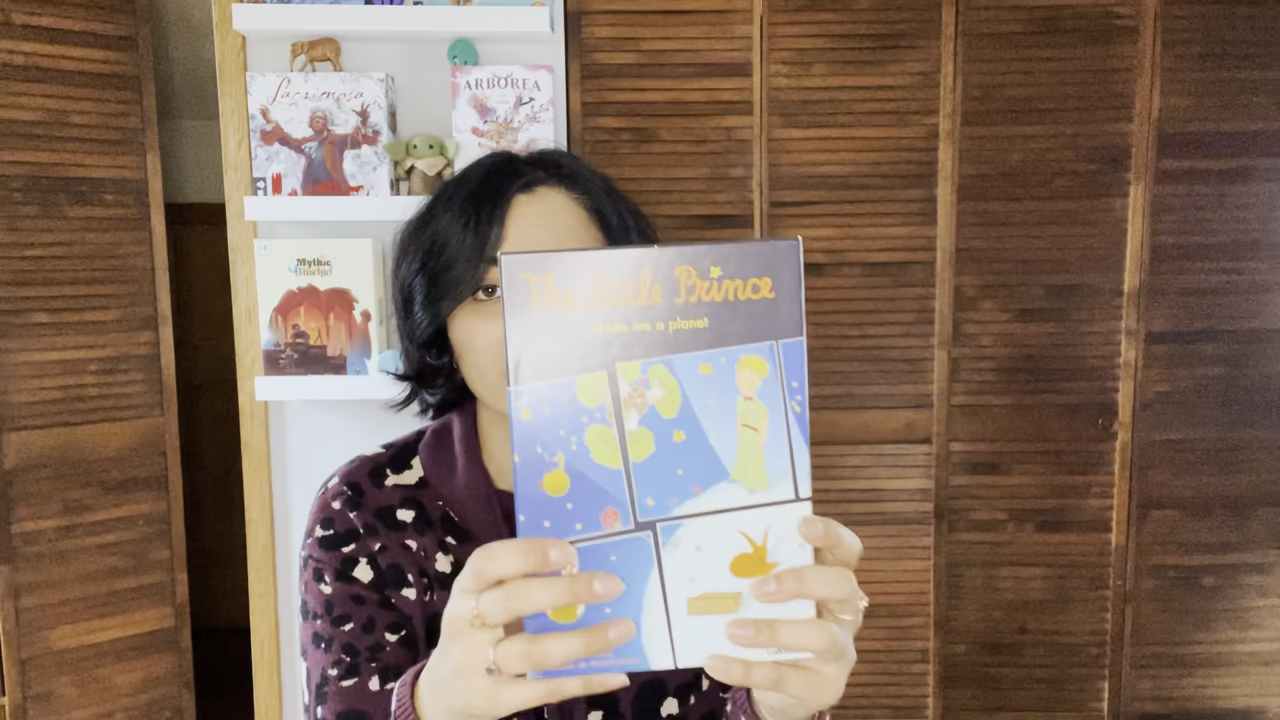 Lacrimosa
ARBOREA
Mythic
Mischief
The Little Prince
Make me a planet